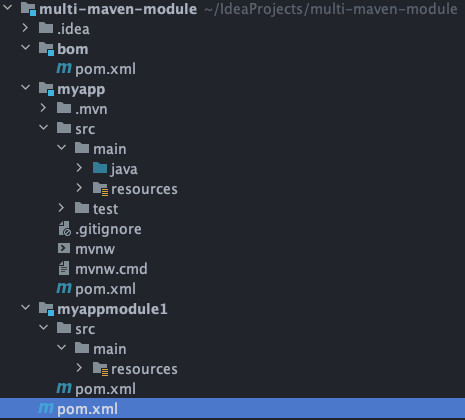 multi-maven-module ~/IdeaProjects/multi-maven-module
.idea
bom
pom.xml
myapp
.mvn
src
main
java
resources
test
.gitignore
mvnw
mvnw.cmd
pom.xml
myappmodule1
src
main
resources
pom.xml
pom.xml